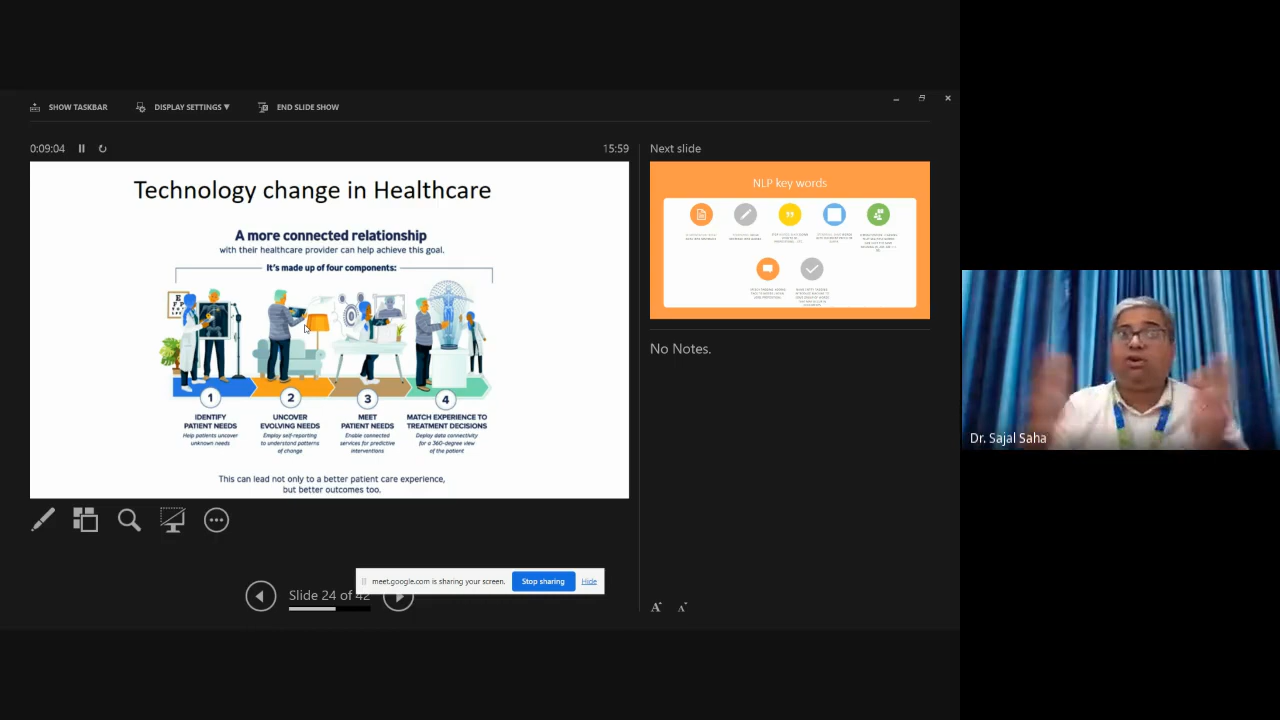 SHOW TASKBAR
DISPLAY SETTINGS ▼
END SLIDE SHOW
0:09:04
15:59
Next slide
Technology change in Healthcare
A more connected relationship
with their healthcare provider can help achieve this goal.
It's made up of four components:
1
2
3
4
IDENTIFY
PATIENT NEEDS
Help patients uncover
unknown needs
UNCOVER
EVOLVING NEEDS
Employ self-reporting
to understand patterns
of change
MEET
PATIENT NEEDS
Enable connected
services for predictive
interventions
MATCH EXPERIENCE TO
TREATMENT DECISIONS
Deploy data connectivity
for a 360-degree view
of the patient
This can lead not only to a better patient care experience,
but better outcomes too.
NLP key words
No Notes.
Dr. Sajal Saha
meet.google.com is sharing your screen.
Stop sharing
Hide
Slide 24 of 42
A
A